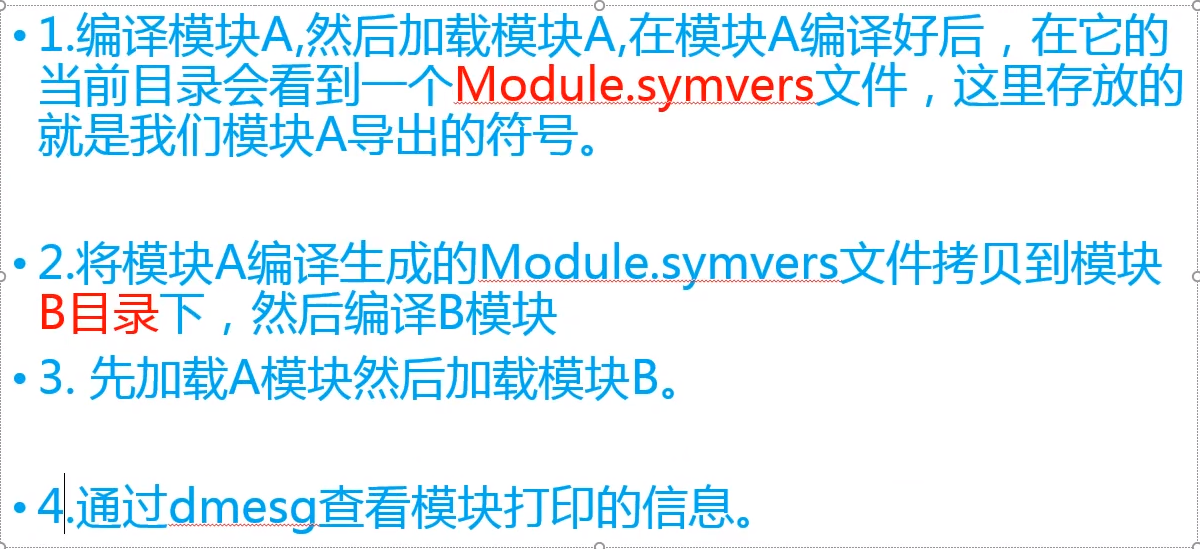 • 1.编译模块A,然后加载模块A,在模块A编译好后，在它的
当前目录会看到一个Module.symvers文件，这里存放的
就是我们模块A导出的符号。
• 2.将模块A编译生成的Module.symvers文件拷贝到模块
B目录下，然后编译B模块
• 3. 先加载A模块然后加载模块B。
• 4.通过dmesg查看模块打印的信息。